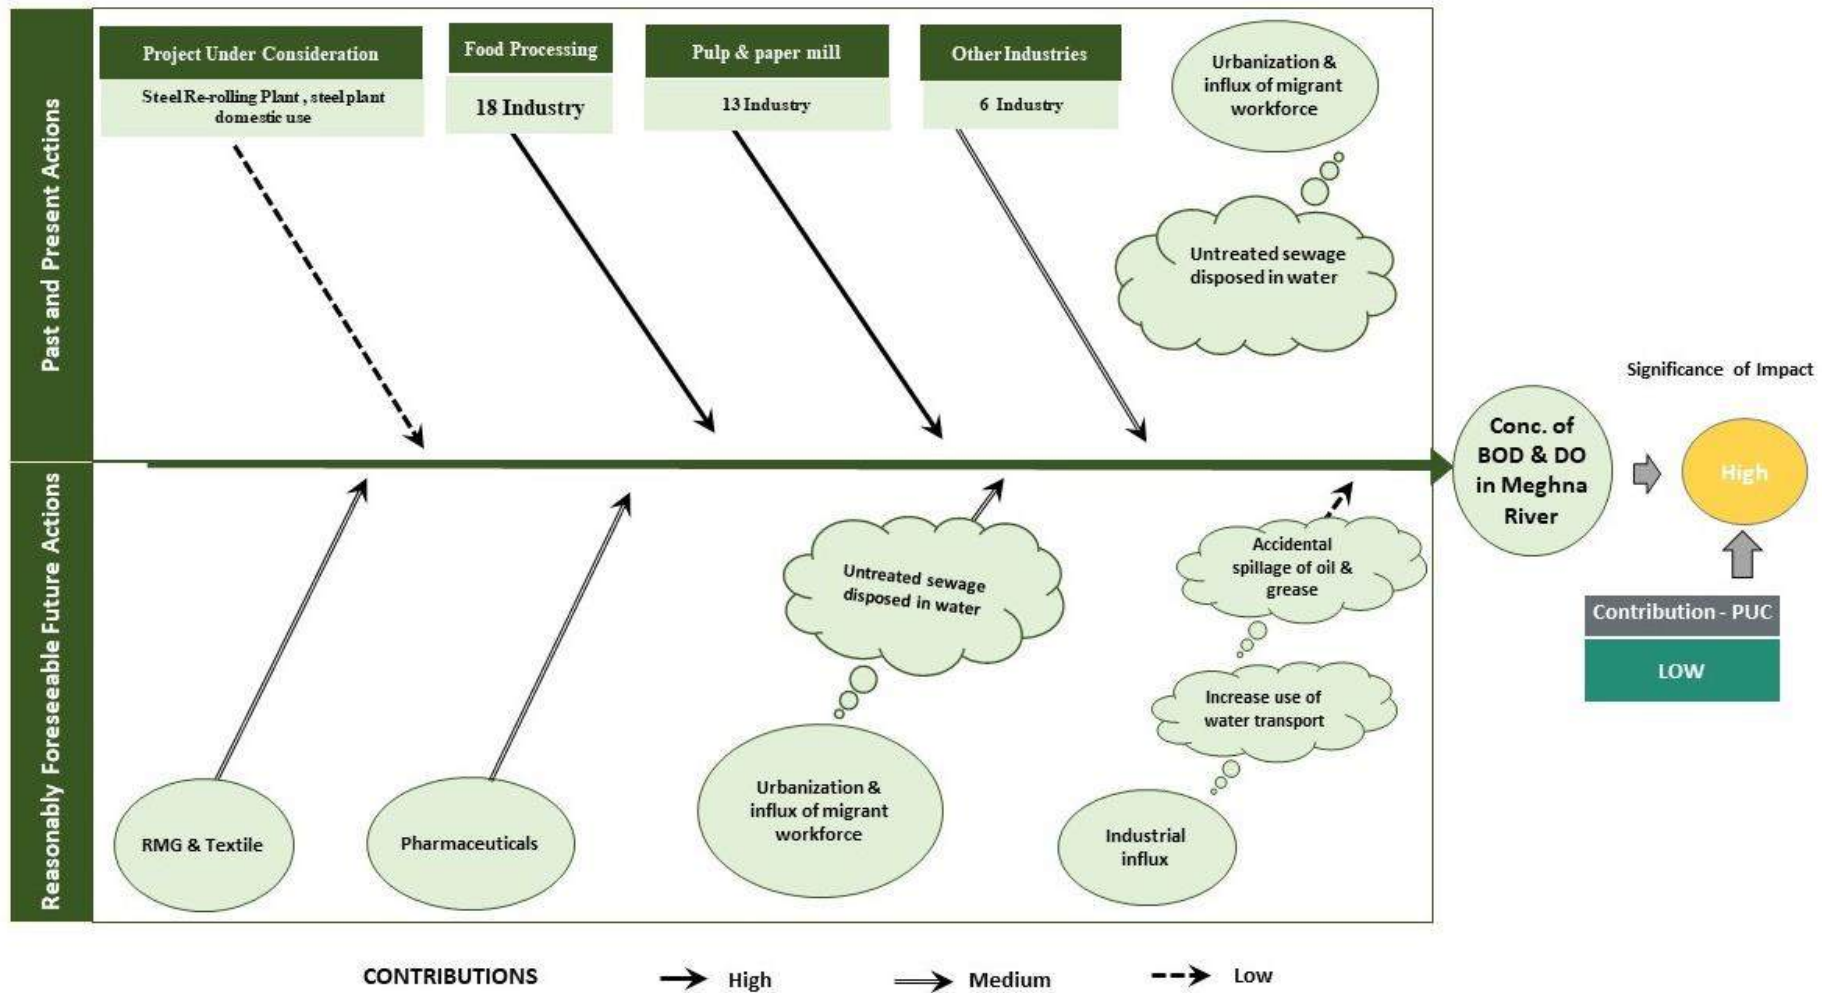 Past and Present Actions
Project Under Consideration
Steel Re-rolling Plant , steel plant
domestic use
Food Processing
18 Industry
Pulp & paper mill
13 Industry
Other Industries
6 Industry
Urbanization &
influx of migrant
workforce
Untreated sewage
disposed in water
Reasonably Foreseeable Future Actions
RMG & Textile
Pharmaceuticals
Untreated sewage
disposed in water
Urbanization &
influx of migrant
workforce
Accidental
spillage of oil &
grease
Increase use of
water transport
Industrial
influx
Conc. of
BOD & DO
in Meghna
River
Significance of Impact
High
Contribution - PUC
LOW
CONTRIBUTIONS
High
Medium
Low